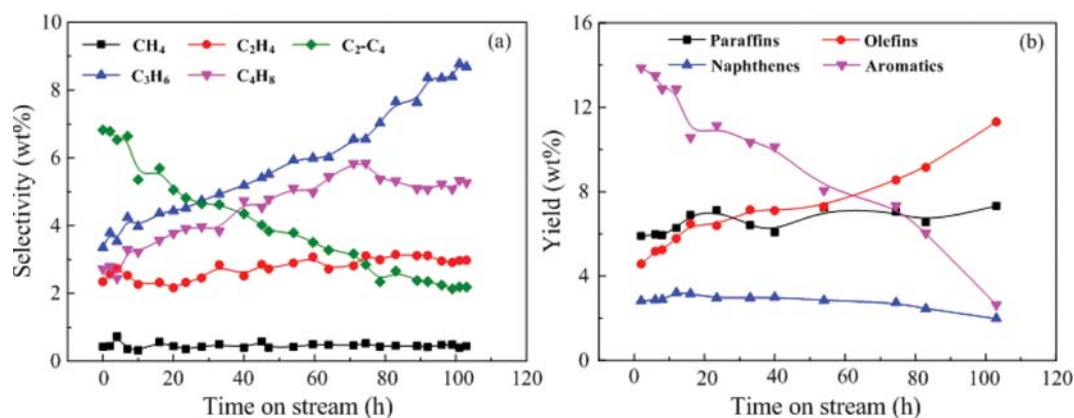 10
8
6
4
2
0
Selectivity (wt%)
CH₄ C₂H₄ C₂-C₄
C₃H₆ C₄H₈
(a)
0 20 40 60 80 100 120
Time on stream (h)
16
12
8
4
0
Yield (wt%)
Paraffins Olefins
Naphthenes Aromatics
(b)
0 20 40 60 80 100 120
Time on stream (h)